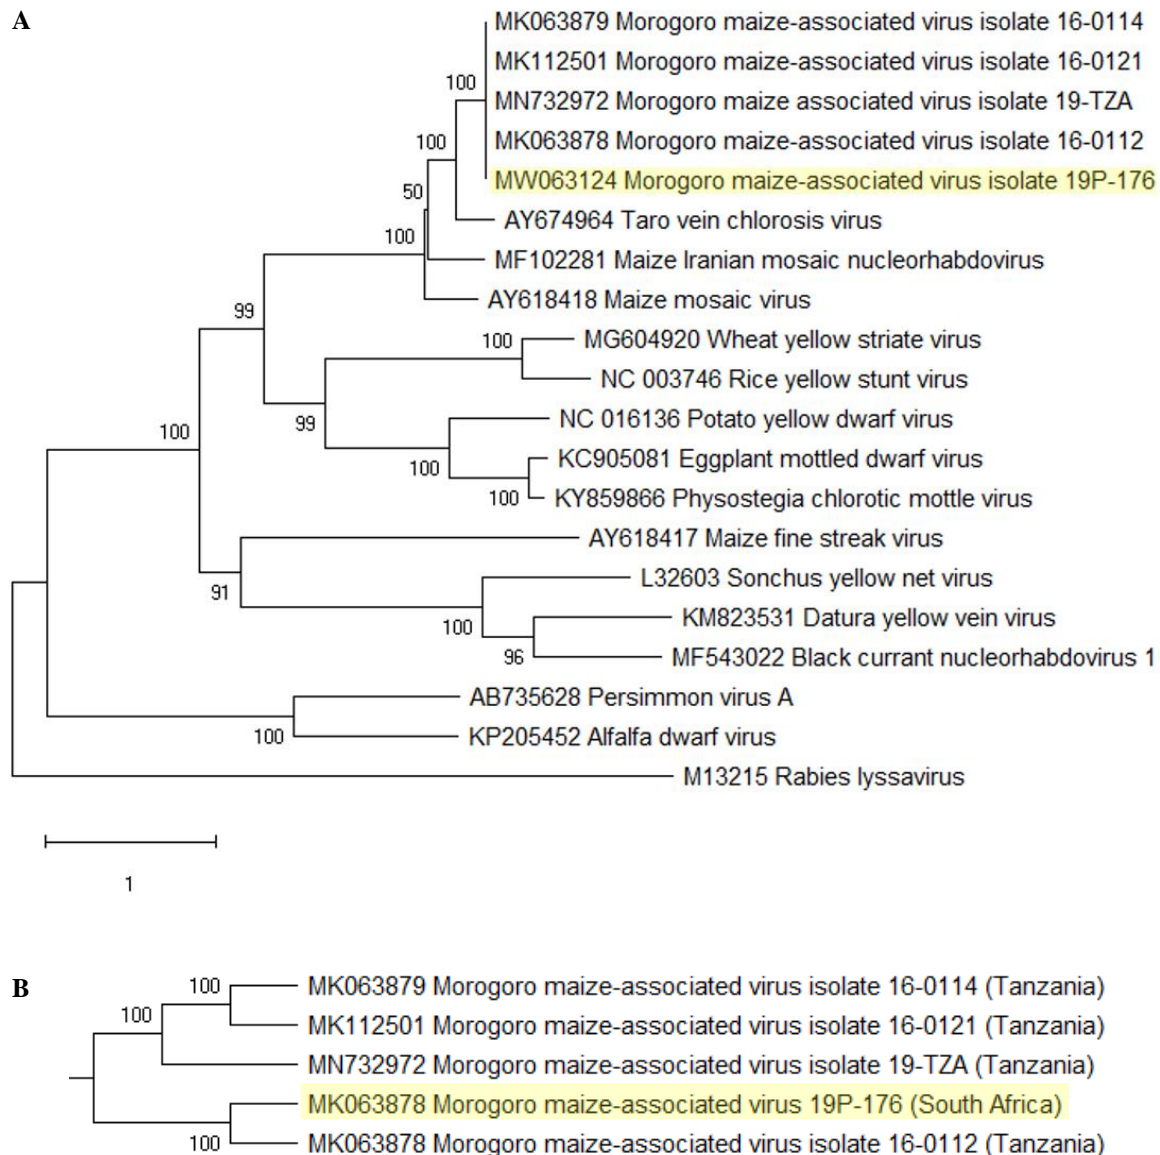 A
MK063879 Morogoro maize-associated virus isolate 16-0114
MK112501 Morogoro maize-associated virus isolate 16-0121
100
MN732972 Morogoro maize associated virus isolate 19-TZA
100
MK063878 Morogoro maize-associated virus isolate 16-0112
50
MW063124 Morogoro maize-associated virus isolate 19P-176
AY674964 Taro vein chlorosis virus
100
MF102281 Maize Iranian mosaic nucleorhabdovirus
AY618418 Maize mosaic virus
99
100
MG604920 Wheat yellow striate virus
NC 003746 Rice yellow stunt virus
99
NC 016136 Potato yellow dwarf virus
100
KC905081 Eggplant mottled dwarf virus
100
100
KY859866 Physostegia chlorotic mottle virus
AY618417 Maize fine streak virus
91
L32603 Sonchus yellow net virus
100
KM823531 Datura yellow vein virus
96
MF543022 Black currant nucleorhabdovirus 1
AB735628 Persimmon virus A
100
KP205452 Alfalfa dwarf virus
M13215 Rabies lyssavirus
1
B
100
MK063879 Morogoro maize-associated virus isolate 16-0114 (Tanzania)
100
MK112501 Morogoro maize-associated virus isolate 16-0121 (Tanzania)
MN732972 Morogoro maize-associated virus isolate 19-TZA (Tanzania)
MK063878 Morogoro maize-associated virus 19P-176 (South Africa)
100
MK063878 Morogoro maize-associated virus isolate 16-0112 (Tanzania)